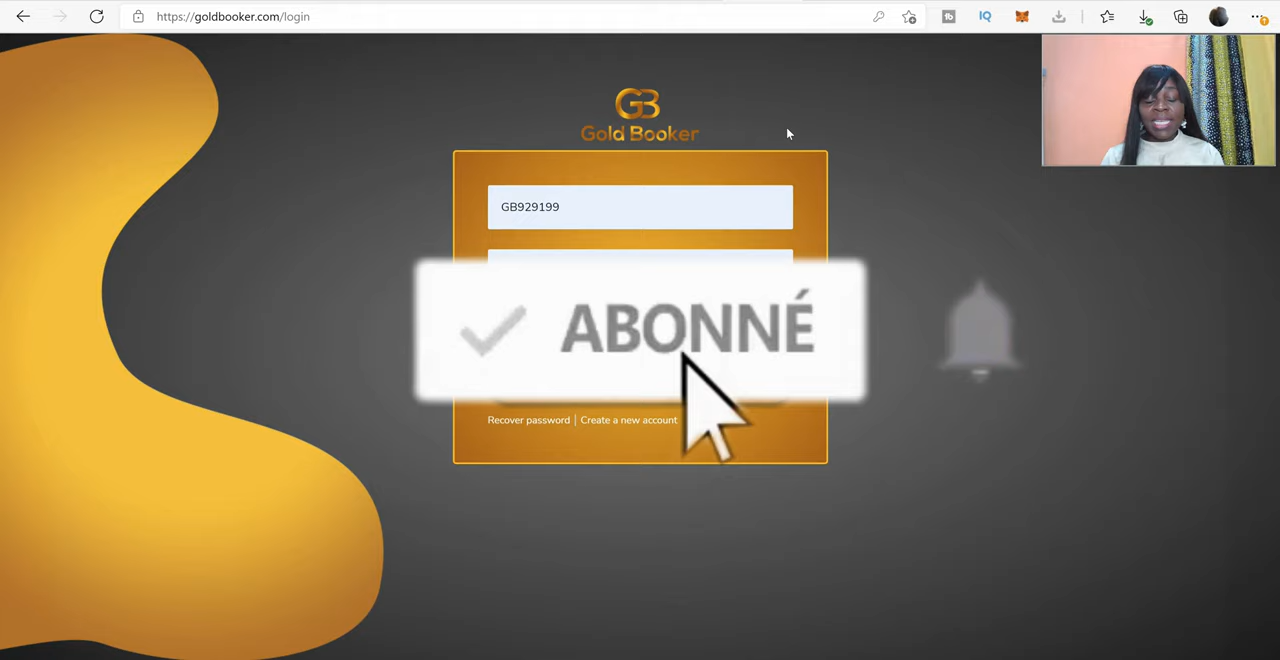 https://goldbooker.com/login
GB
Gold Booker
GB929199
ABONNÉ
Recover password | Create a new account